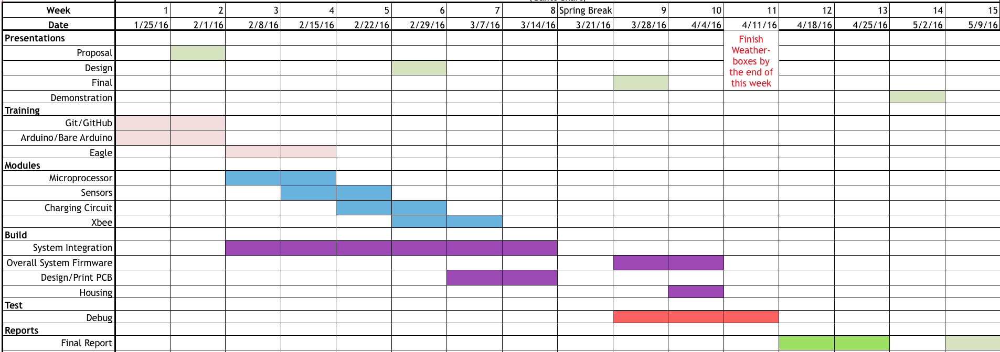 (Gantt Chart)
Week 1 2 3 4 5 6 7 8 Spring Break 9 10 11 12 13 14 15
Date 1/25/16 2/1/16 2/8/16 2/15/16 2/22/16 2/29/16 3/7/16 3/14/16 3/21/16 3/28/16 4/4/16 4/11/16 4/18/16 4/25/16 5/2/16 5/9/16
Presentations
Finish
Weather-
boxes by
the end of
this week
Proposal
Design
Final
Demonstration
Training
Git/GitHub
Arduino/Bare Arduino
Eagle
Modules
Microprocessor
Sensors
Charging Circuit
Xbee
Build
System Integration
Overall System Firmware
Design/Print PCB
Housing
Test
Debug
Reports
Final Report